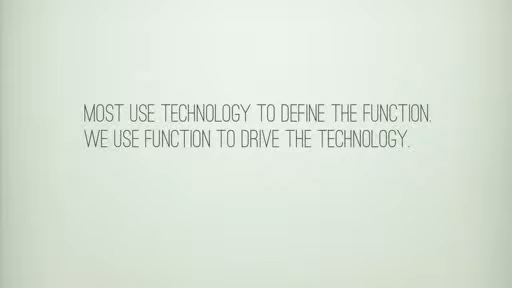 MOST USE TECHNOLOGY TO DEFINE THE FUNCTION.
WE USE FUNCTION TO DRIVE THE TECHNOLOGY.